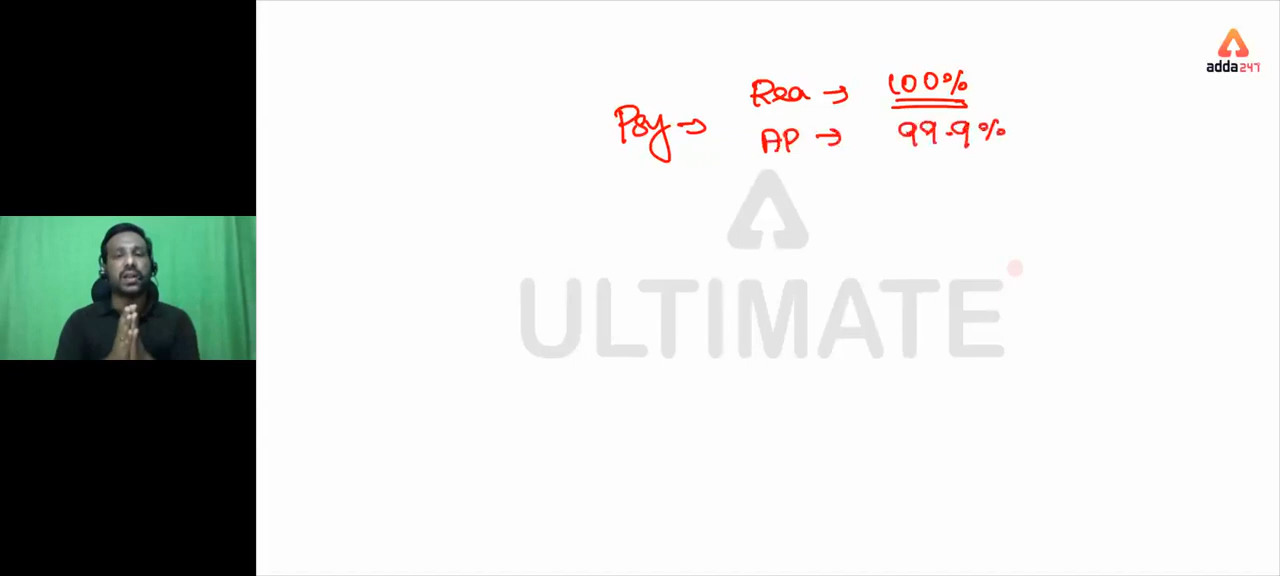 adda247
Rea → 100%
Psy →
AP → 99.9%
ULTIMATE